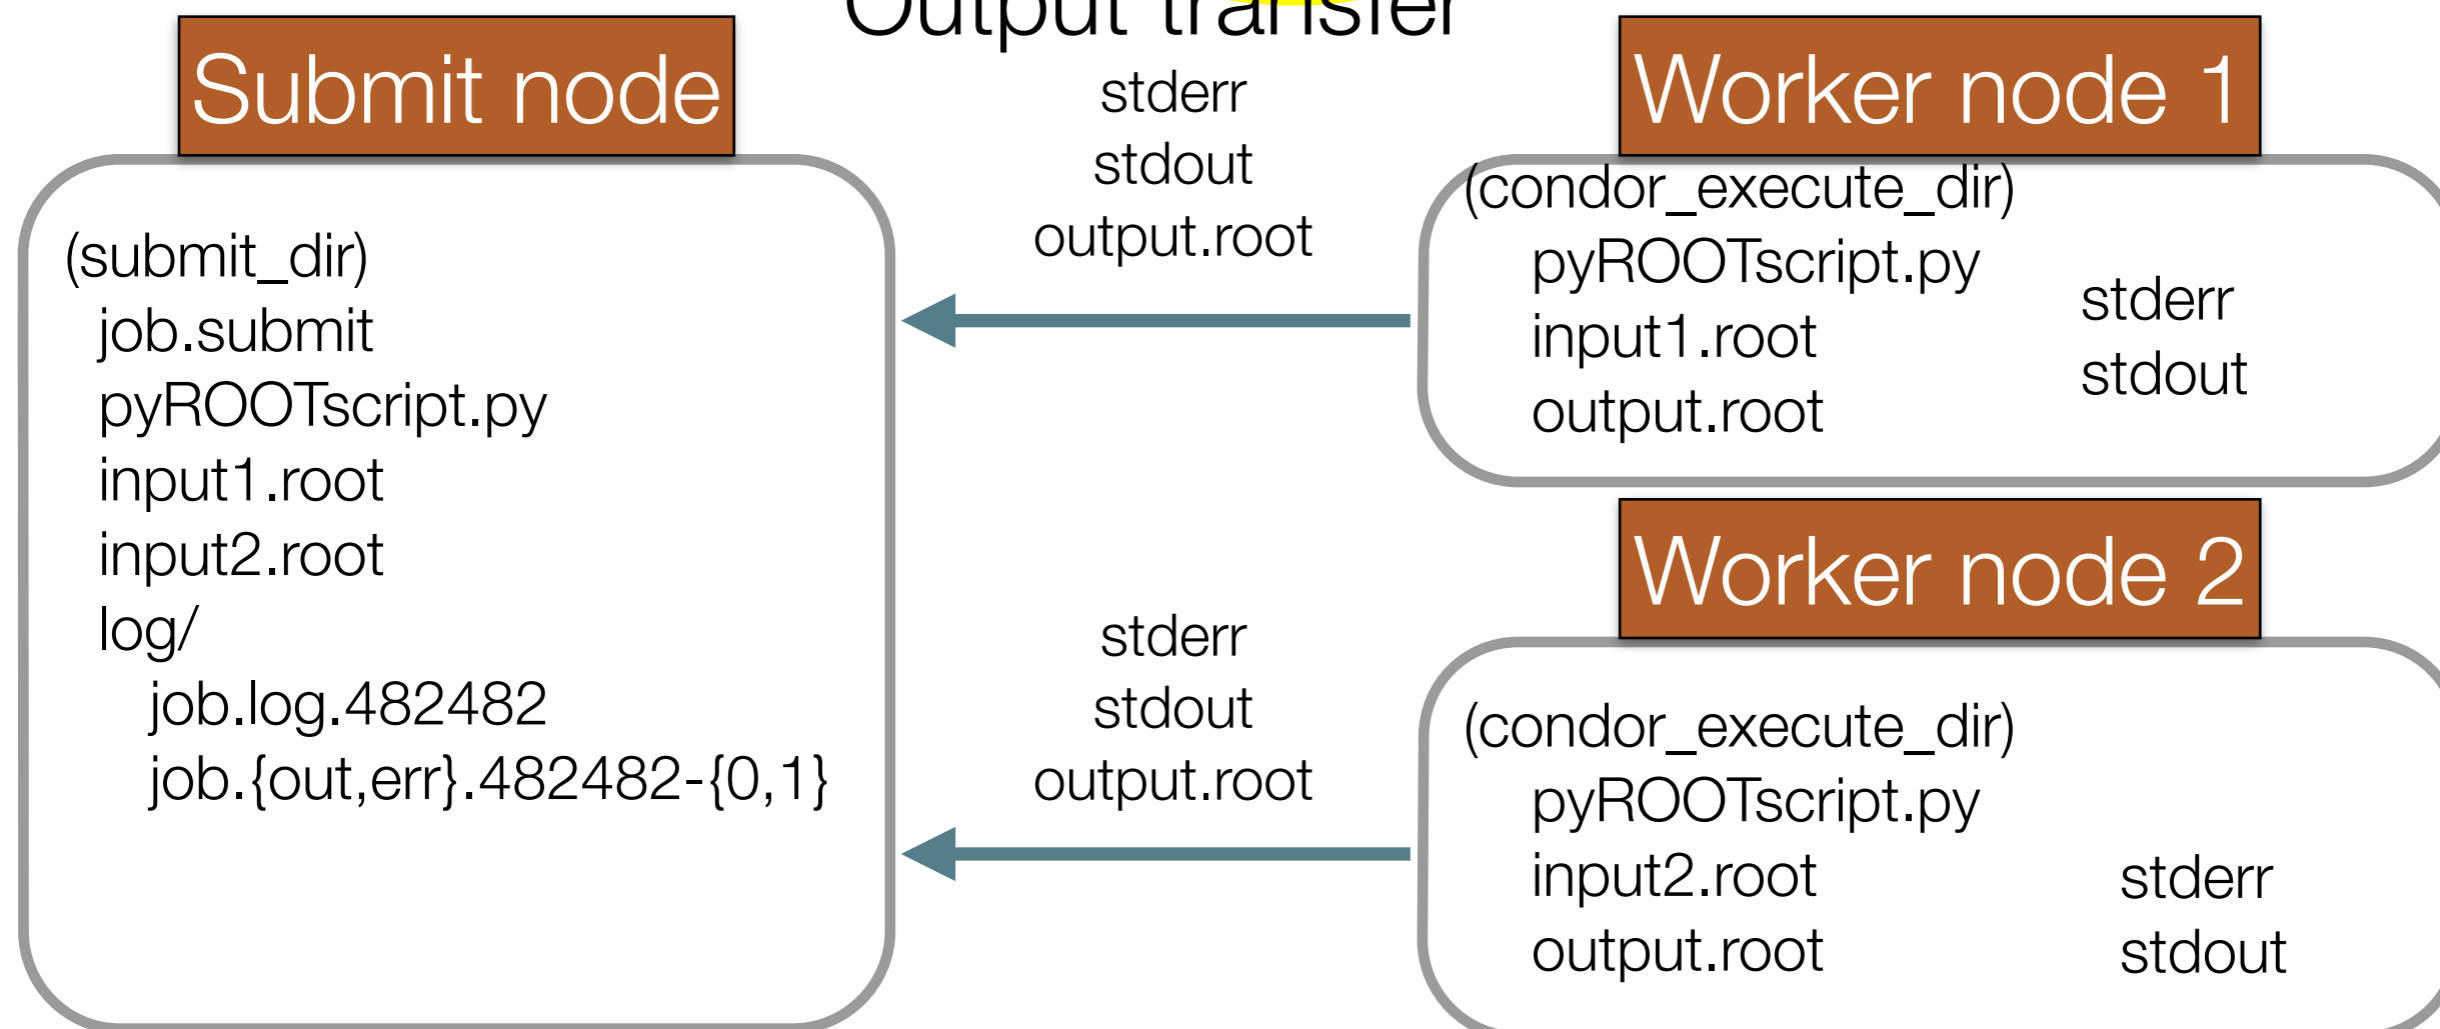 Output transfer
Submit node
(submit_dir)
job.submit
pyROOTscript.py
input1.root
input2.root
log/
job.log.482482
job.{out,err}.482482-{0,1}
stderr
stdout
output.root
stderr
stdout
output.root
Worker node 1
(condor_execute_dir)
pyROOTscript.py
input1.root
output.root
stderr
stdout
Worker node 2
(condor_execute_dir)
pyROOTscript.py
input2.root
output.root
stderr
stdout